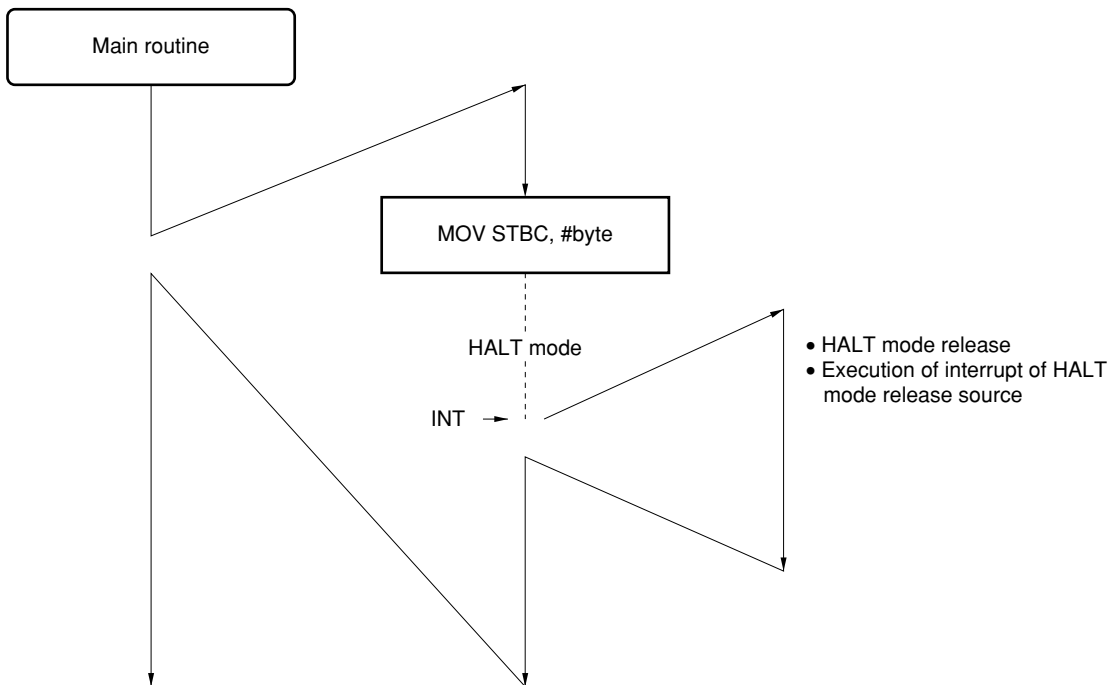 Main routine
MOV STBC, #byte
HALT mode
• HALT mode release
• Execution of interrupt of HALT
mode release source
INT